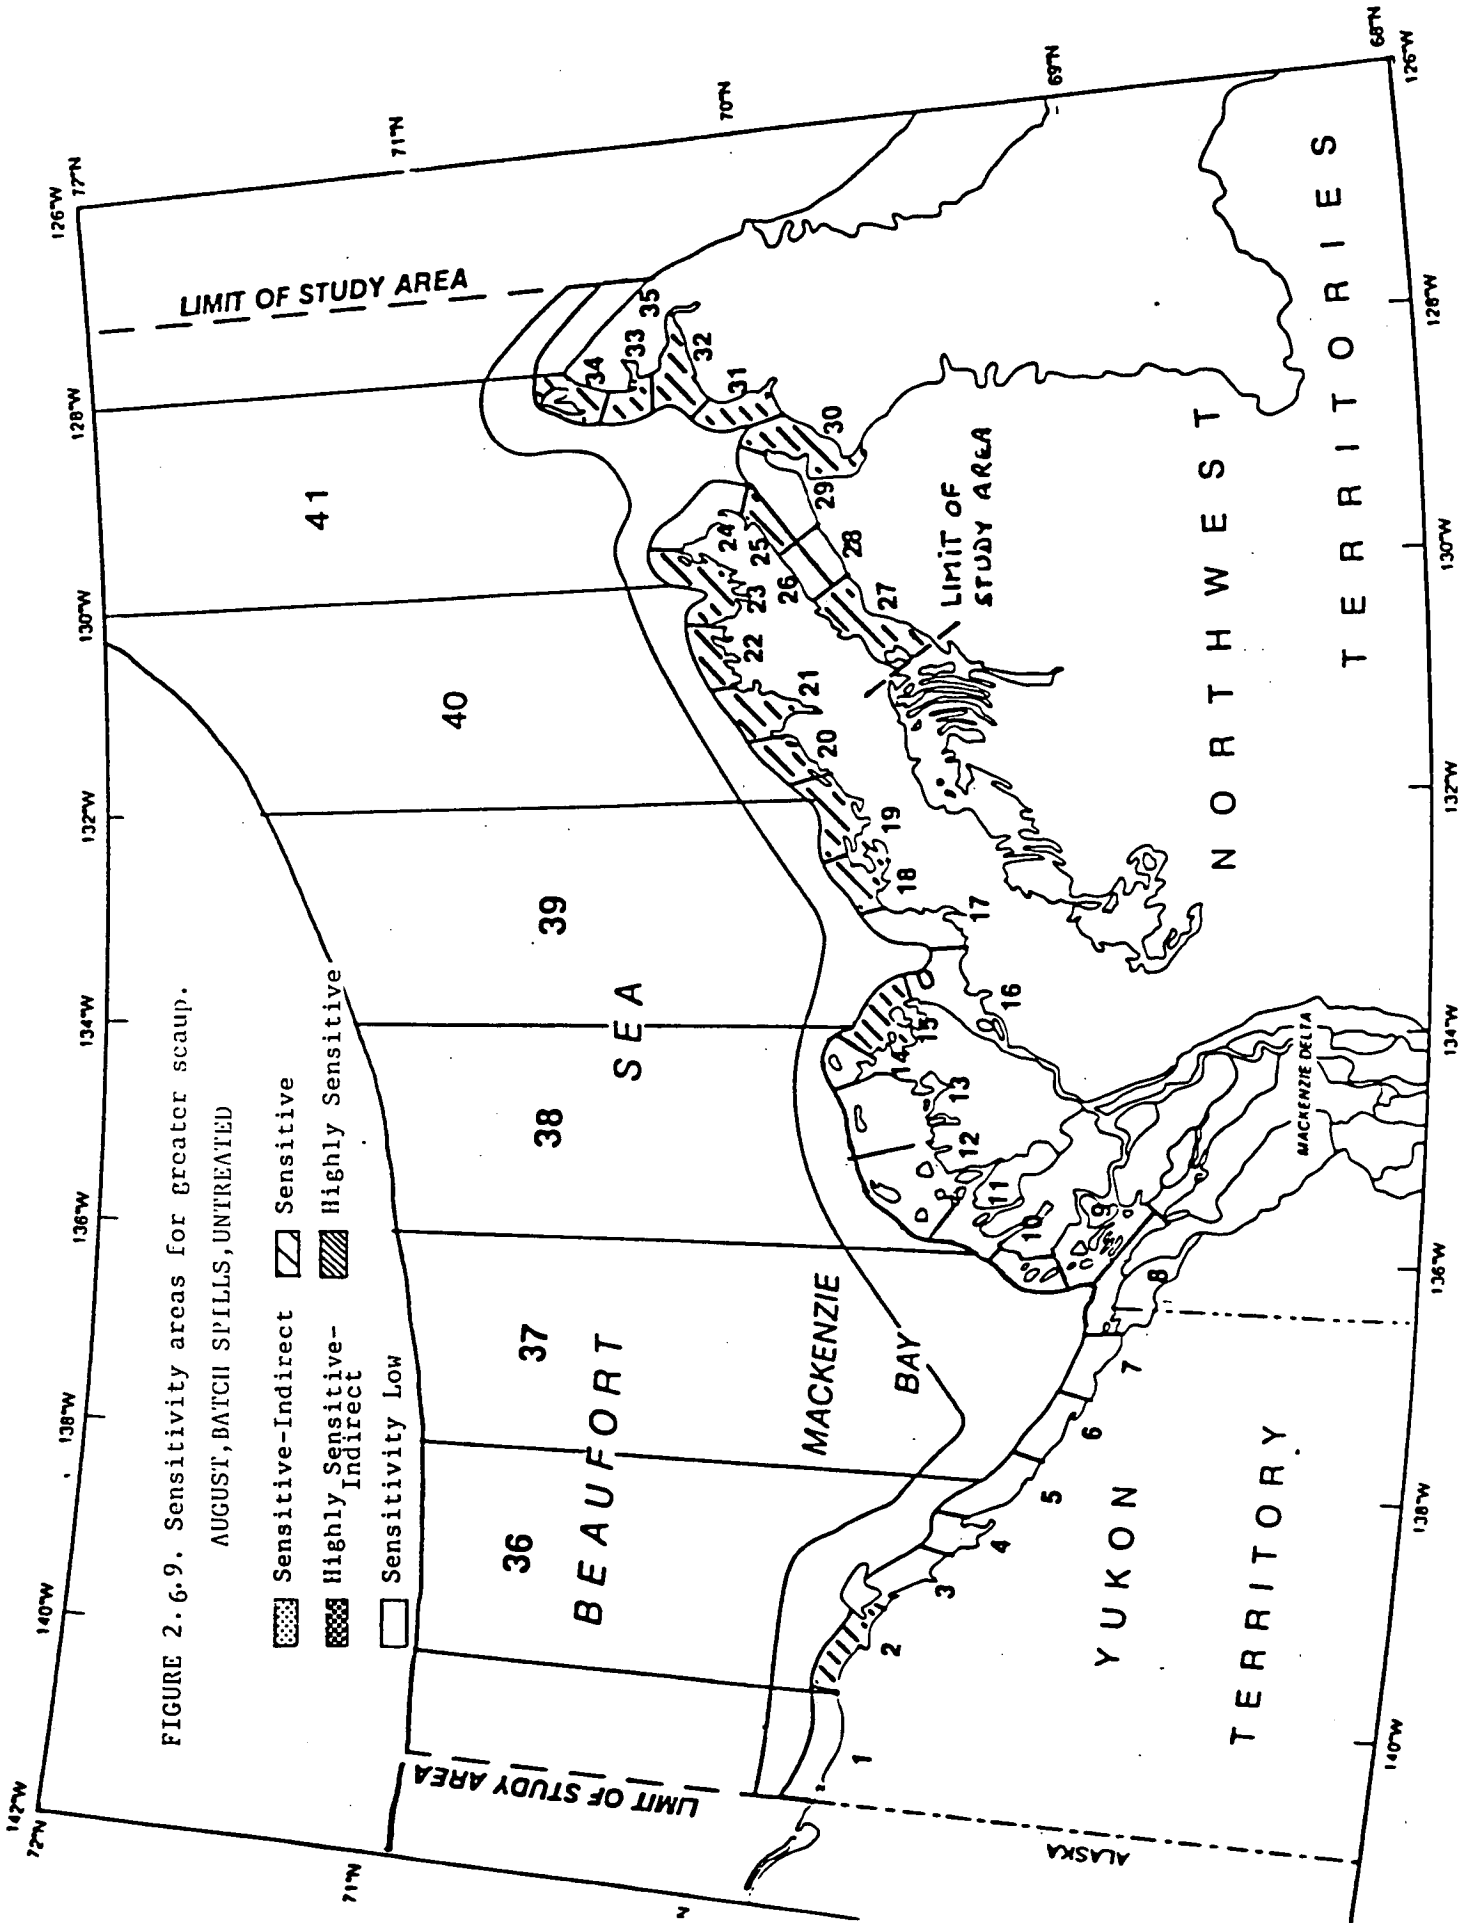 FIGURE 2.6.9. Sensitivity areas for greater scaup.
AUGUST, BATCH SPILLS, UNTREATED
Sensitive-Indirect
Sensitive
Highly Sensitive-
Indirect
Highly Sensitive
Sensitivity Low
142°W
140°W
138°W
136°W
134°W
132°W
130°W
128°W
126°W
72°N
71°N
N
71°N
70°N
69°N
68°N
126°W
128°W
130°W
132°W
134°W
136°W
138°W
140°W
LIMIT OF STUDY AREA
LIMIT OF STUDY AREA
LIMIT OF
STUDY AREA
BEAUFORT
SEA
MACKENZIE
BAY
MACKENZIE DELTA
YUKON
TERRITORY
NORTHWEST
TERRITORIES
ALASKA
1
2
3
4
5
6
7
8
9
10
11
12
13
14
15
16
17
18
19
20
21
22
23
24
25
26
27
28
29
30
31
32
33
34
35
36
37
38
39
40
41